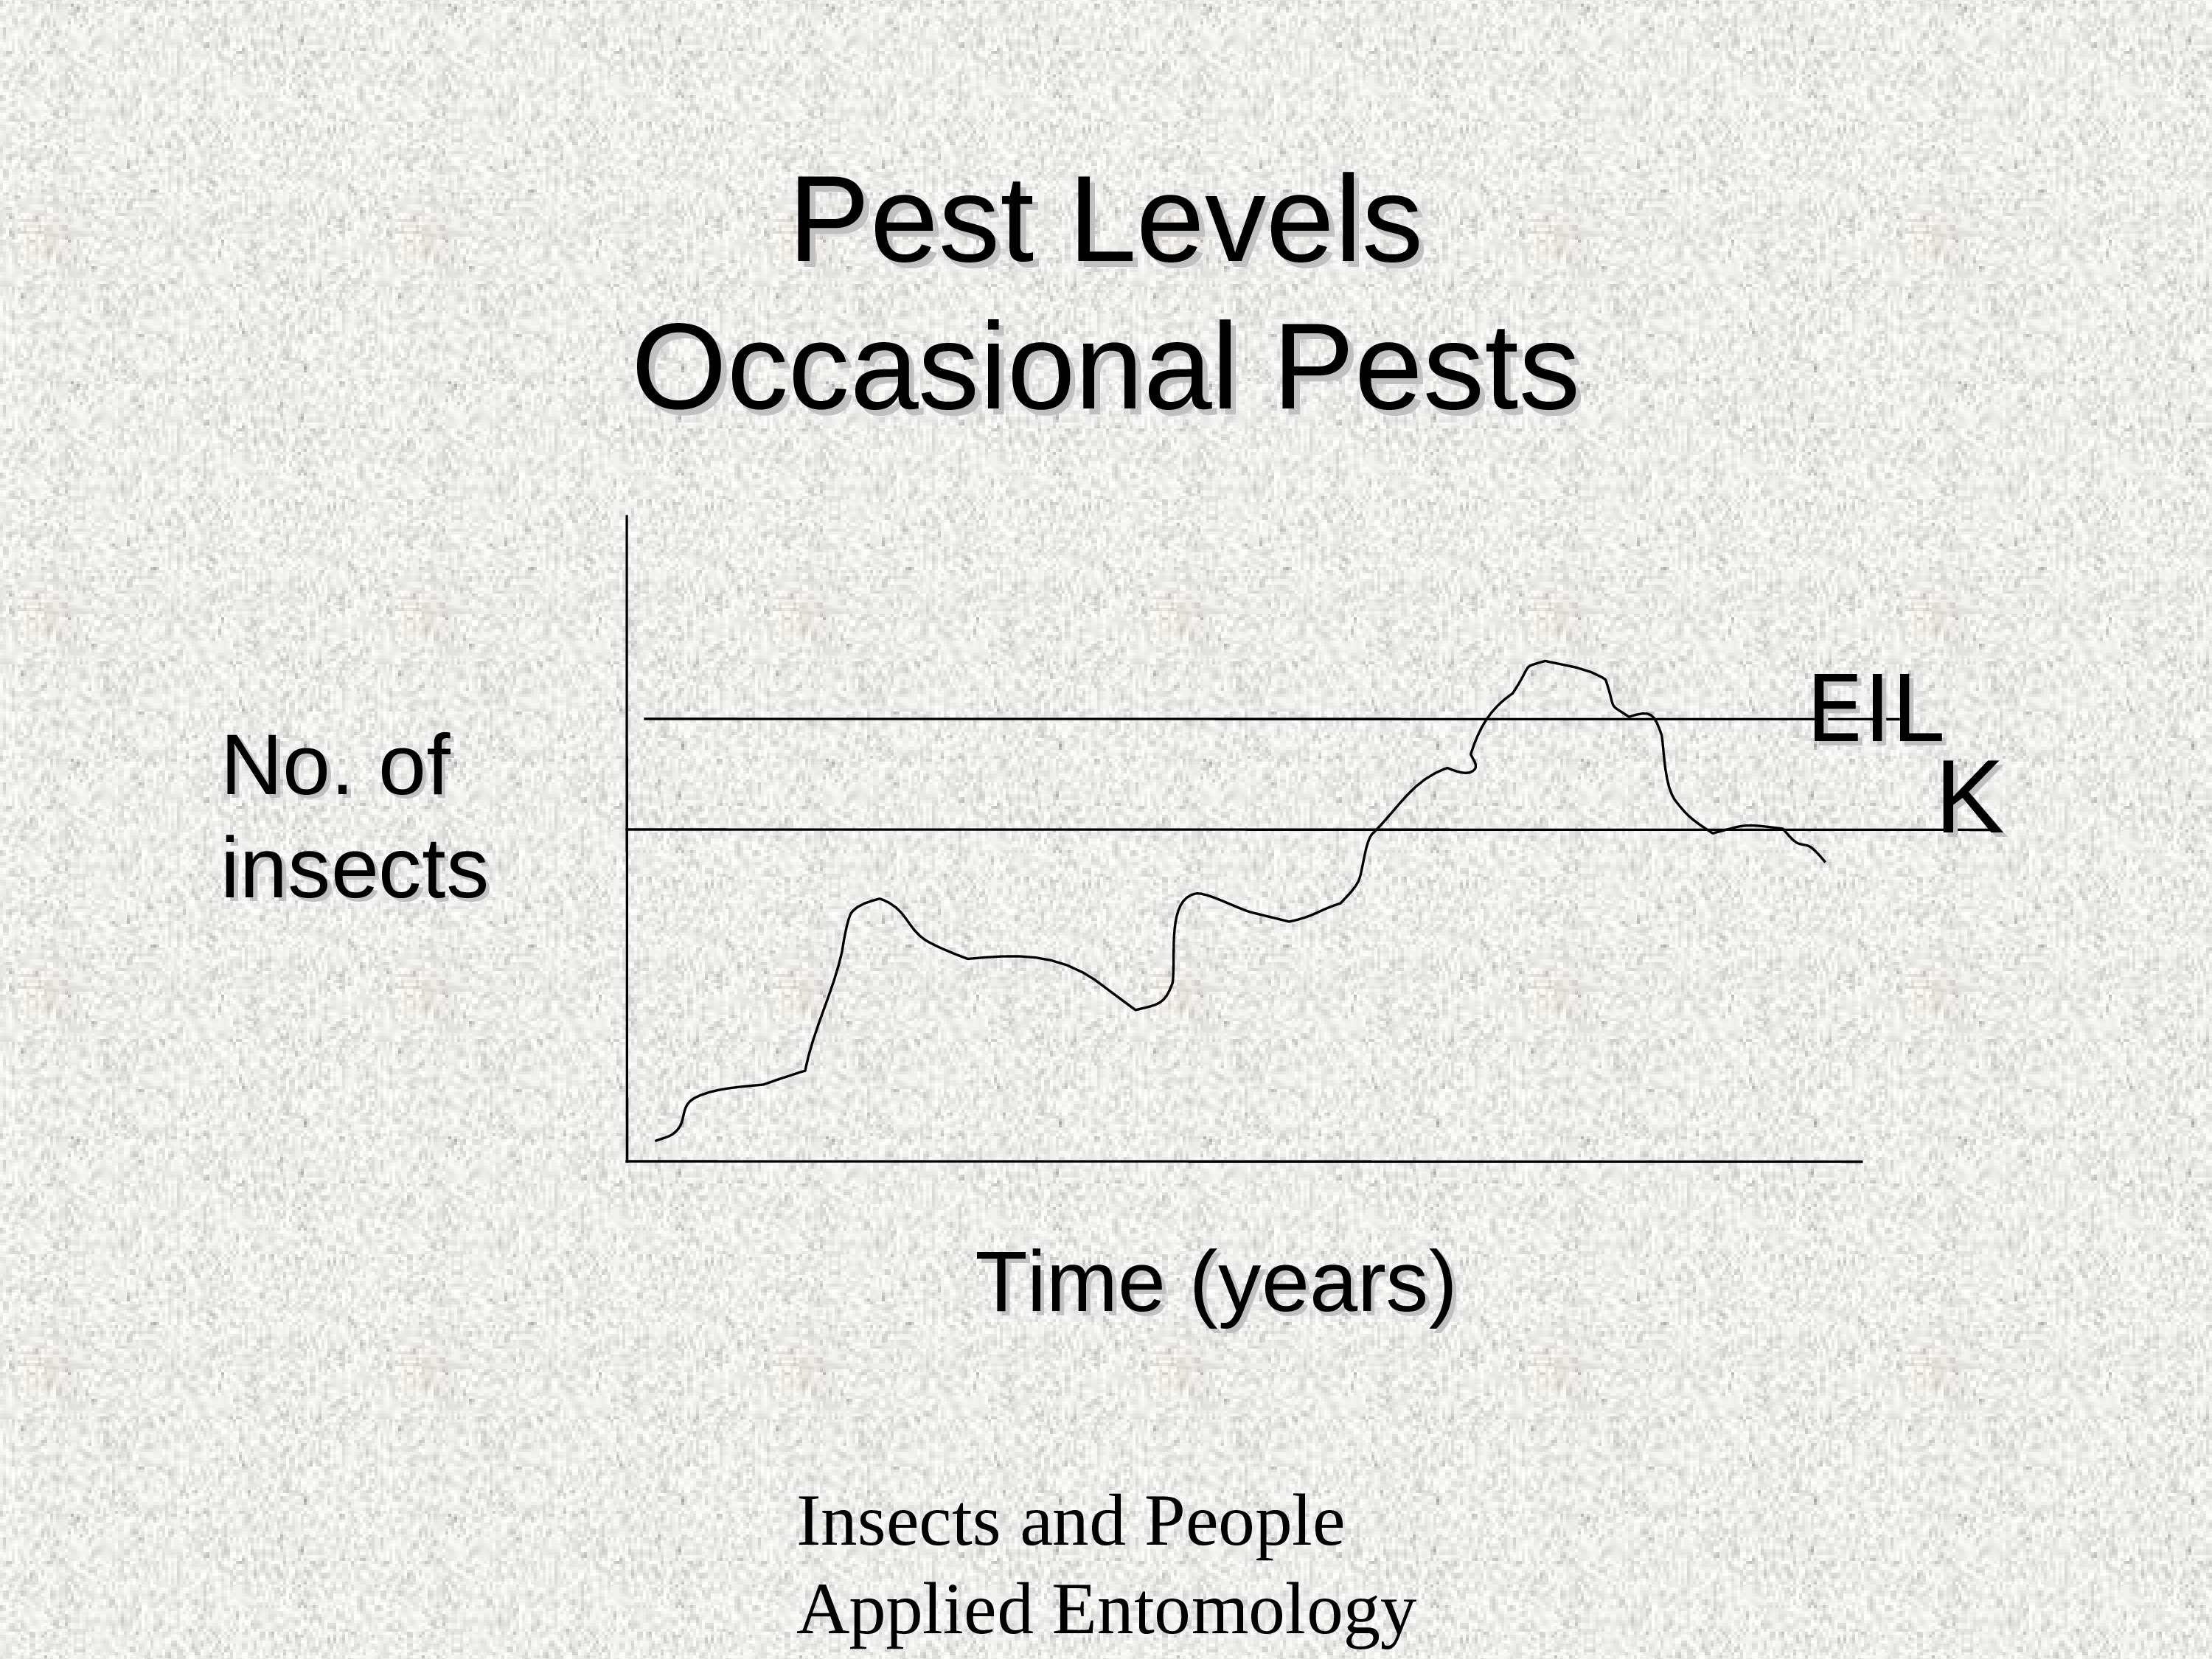 Pest Levels
Occasional Pests
EIL
K
No. of
insects
Time (years)
Insects and People
Applied Entomology